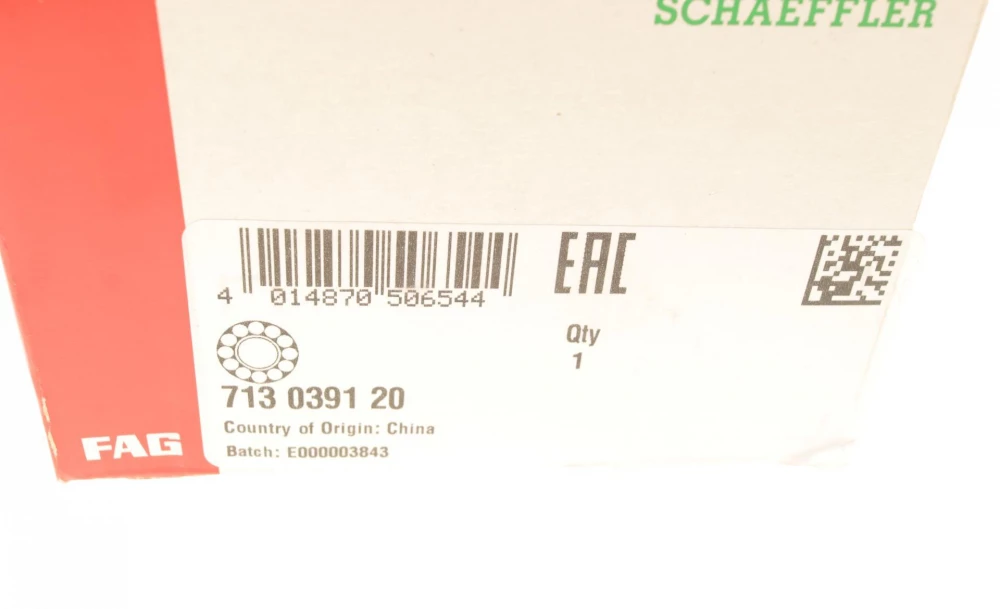 SCHAEFFLER
4 014870 506544
EAC
Qty
1
713 0391 20
Country of Origin: China
Batch: E000003843
FAG